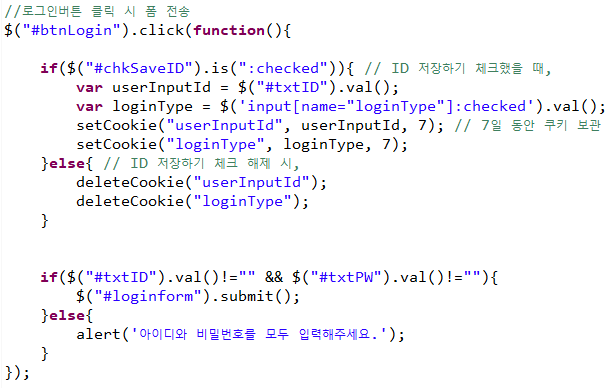 //로그인버튼 클릭 시 폼 전송
$("#btnLogin").click(function(){
if($("#chkSaveID").is(":checked")){ // ID 저장하기 체크했을 때,
var userInputId = $("#txtID").val();
var loginType = $('input[name="loginType"]:checked').val();
setCookie("userInputId", userInputId, 7); // 7일 동안 쿠키 보관
setCookie("loginType", loginType, 7);
}else{ // ID 저장하기 체크 해제 시,
deleteCookie("userInputId");
deleteCookie("loginType");
}
if($("#txtID").val()!="" && $("#txtPW").val()!=""){
$("#loginform").submit();
}else{
alert('아이디와 비밀번호를 모두 입력해주세요.');
}
});